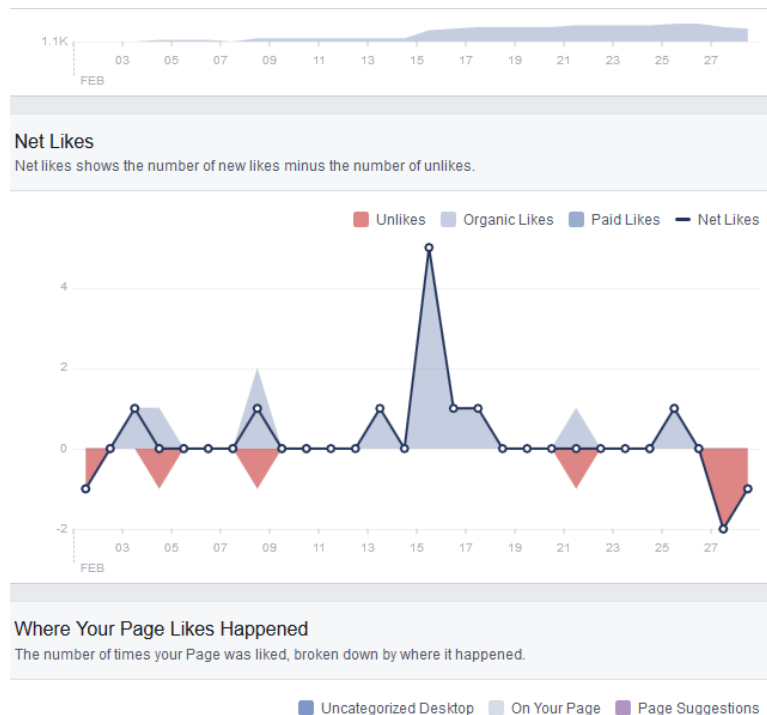 1.1K
03 05 07 09 11 13 15 17 19 21 23 25 27
FEB
Net Likes
Net likes shows the number of new likes minus the number of unlikes.
Unlikes Organic Likes Paid Likes Net Likes
4
2
0
-2
03 05 07 09 11 13 15 17 19 21 23 25 27
FEB
Where Your Page Likes Happened
The number of times your Page was liked, broken down by where it happened.
Uncategorized Desktop On Your Page Page Suggestions